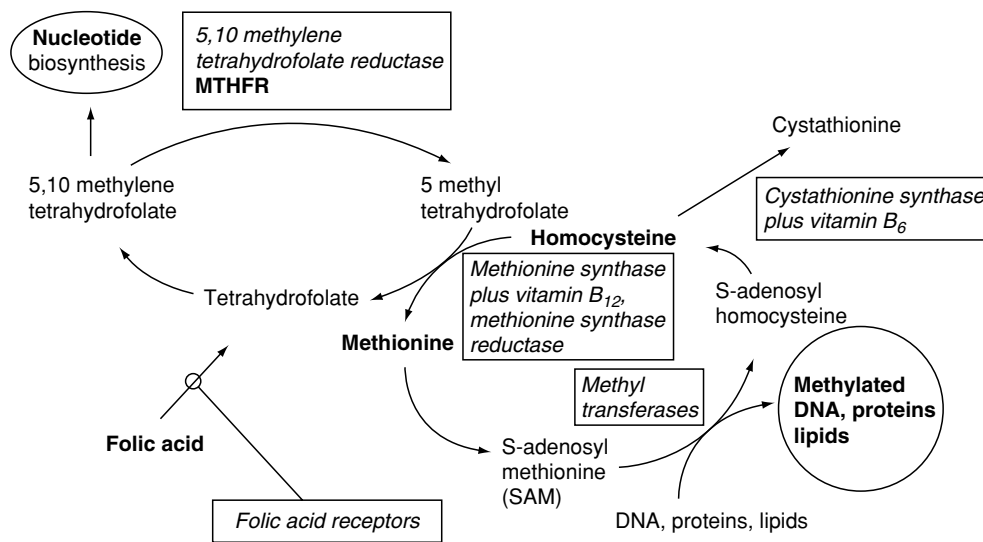 Nucleotide
biosynthesis
5,10 methylene
tetrahydrofolate reductase
MTHFR
Cystathionine
5,10 methylene
tetrahydrofolate
5 methyl
tetrahydrofolate
Cystathionine synthase
plus vitamin B6
Homocysteine
Methionine synthase
plus vitamin B12,
methionine synthase
reductase
Tetrahydrofolate
S-adenosyl
homocysteine
Methionine
Methyl
transferases
Methylated
DNA, proteins
lipids
Folic acid
S-adenosyl
methionine
(SAM)
Folic acid receptors
DNA, proteins, lipids